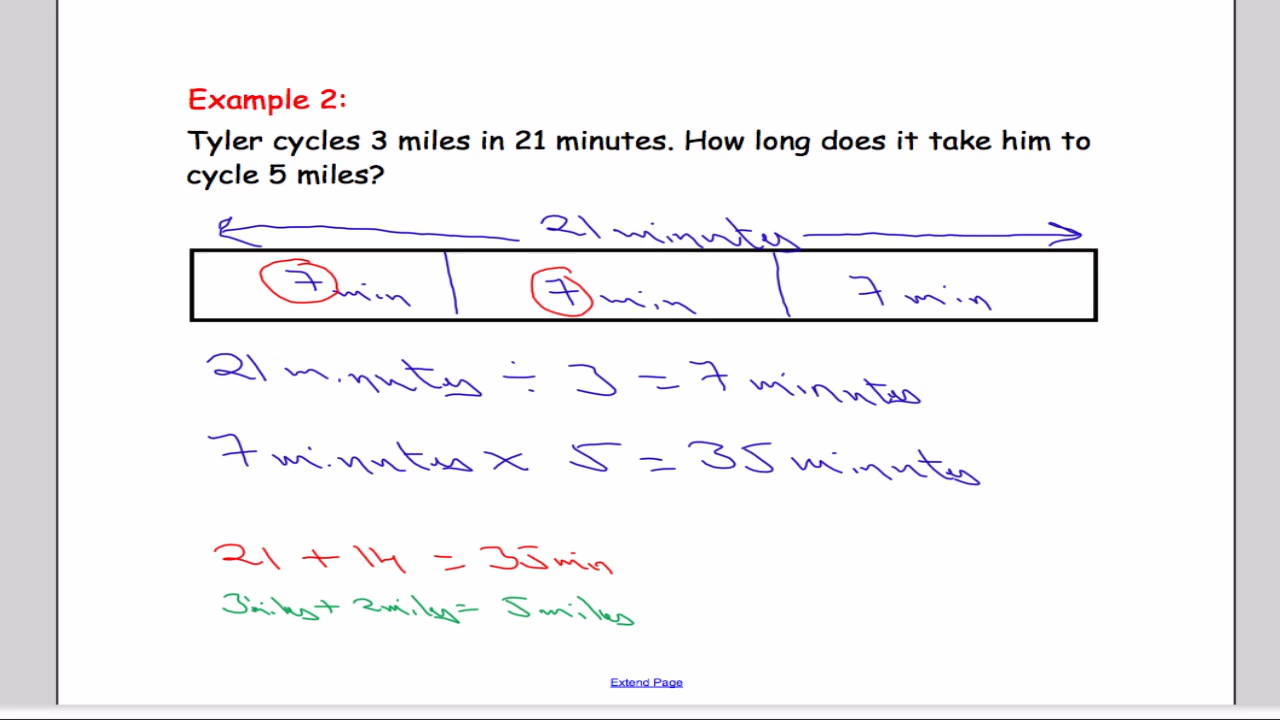 Example 2:
Tyler cycles 3 miles in 21 minutes. How long does it take him to
cycle 5 miles?
21 minutes
7 min 7 min 7 min
21 minutes ÷ 3 = 7 minutes
7 minutes × 5 = 35 minutes
21 + 14 = 35 min
3 miles + 2 miles = 5 miles
Extend Page